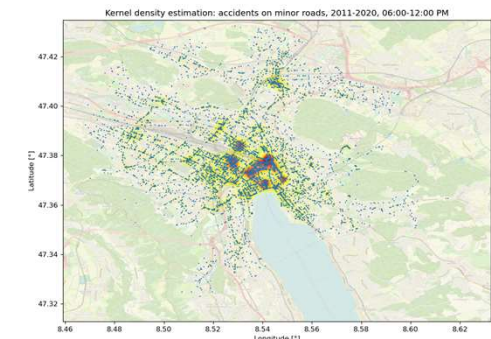 Kernel density estimation: accidents on minor roads, 2011-2020, 06:00-12:00 PM
47.42
47.40
47.38
47.36
47.34
47.32
Latitude [°]
8.46 8.48 8.50 8.52 8.54 8.56 8.58 8.60 8.62
Longitude [°]